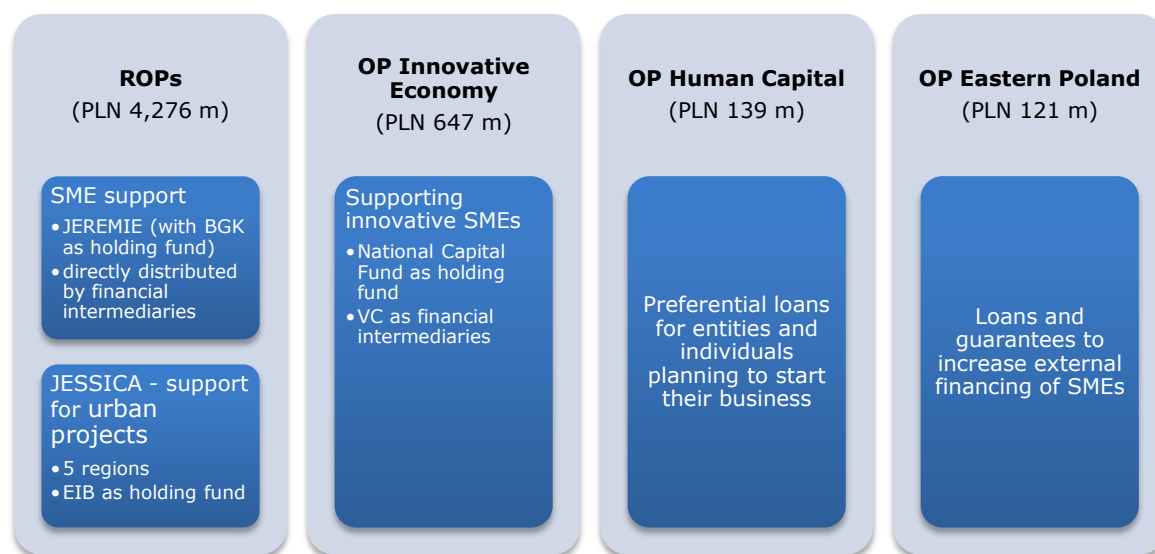 ROPs
(PLN 4,276 m)
SME support
•JEREMIE (with BGK
as holding fund)
•directly distributed
by financial
intermediaries
JESSICA - support
for urban
projects
•5 regions
•EIB as holding fund
OP Innovative
Economy
(PLN 647 m)
Supporting
innovative SMEs
•National Capital
Fund as holding
fund
•VC as financial
intermediaries
OP Human Capital
(PLN 139 m)
Preferential loans
for entities and
individuals
planning to start
their business
OP Eastern Poland
(PLN 121 m)
Loans and
guarantees to
increase external
financing of SMEs